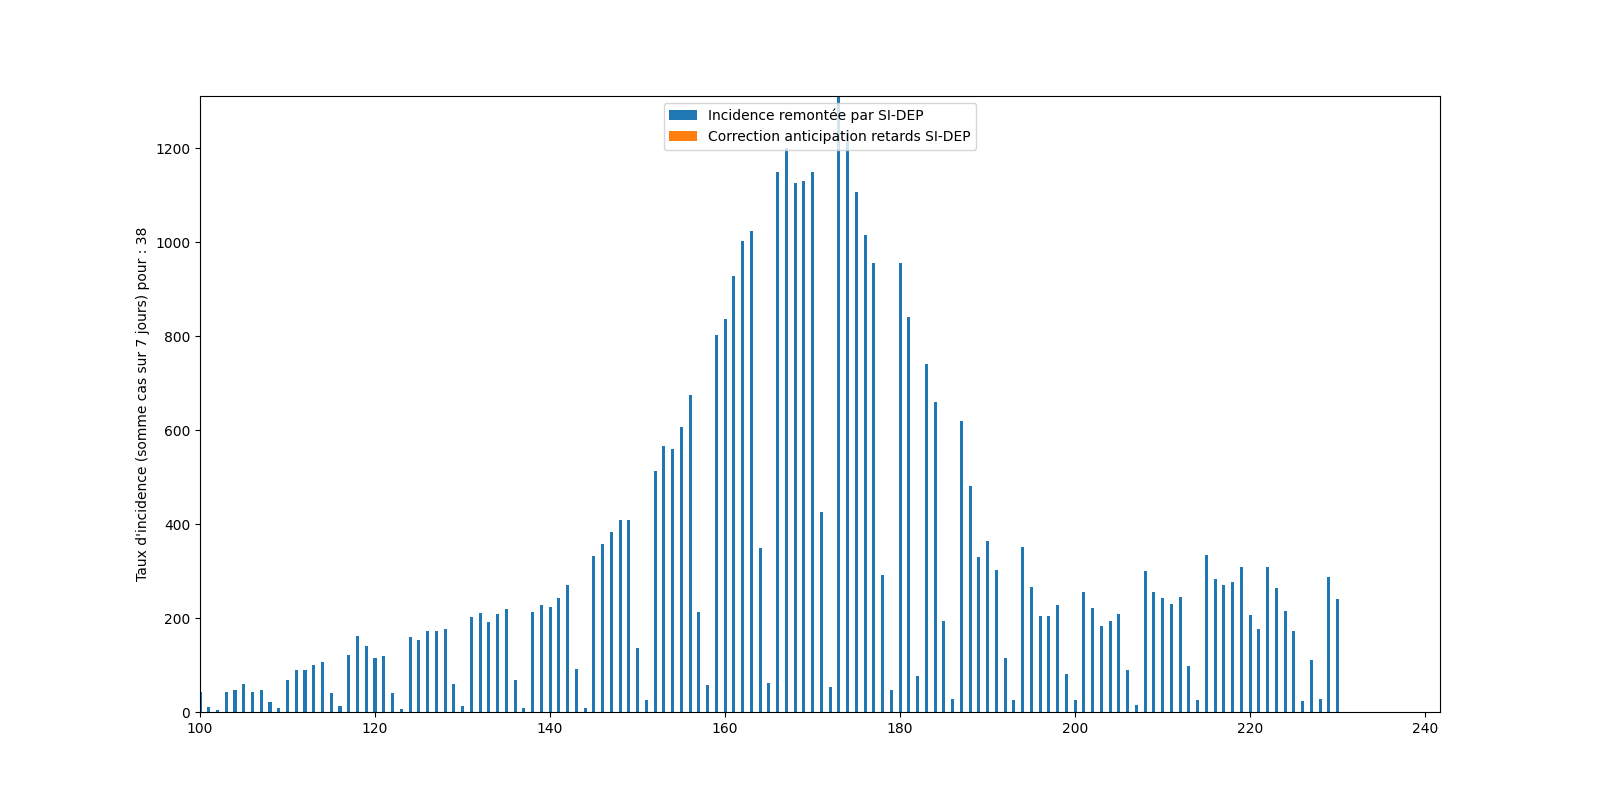 Incidence remontée par SI-DEP
Correction anticipation retards SI-DEP
Taux d'incidence (somme cas sur 7 jours) pour : 38
1200
1000
800
600
400
200
0
100 120 140 160 180 200 220 240